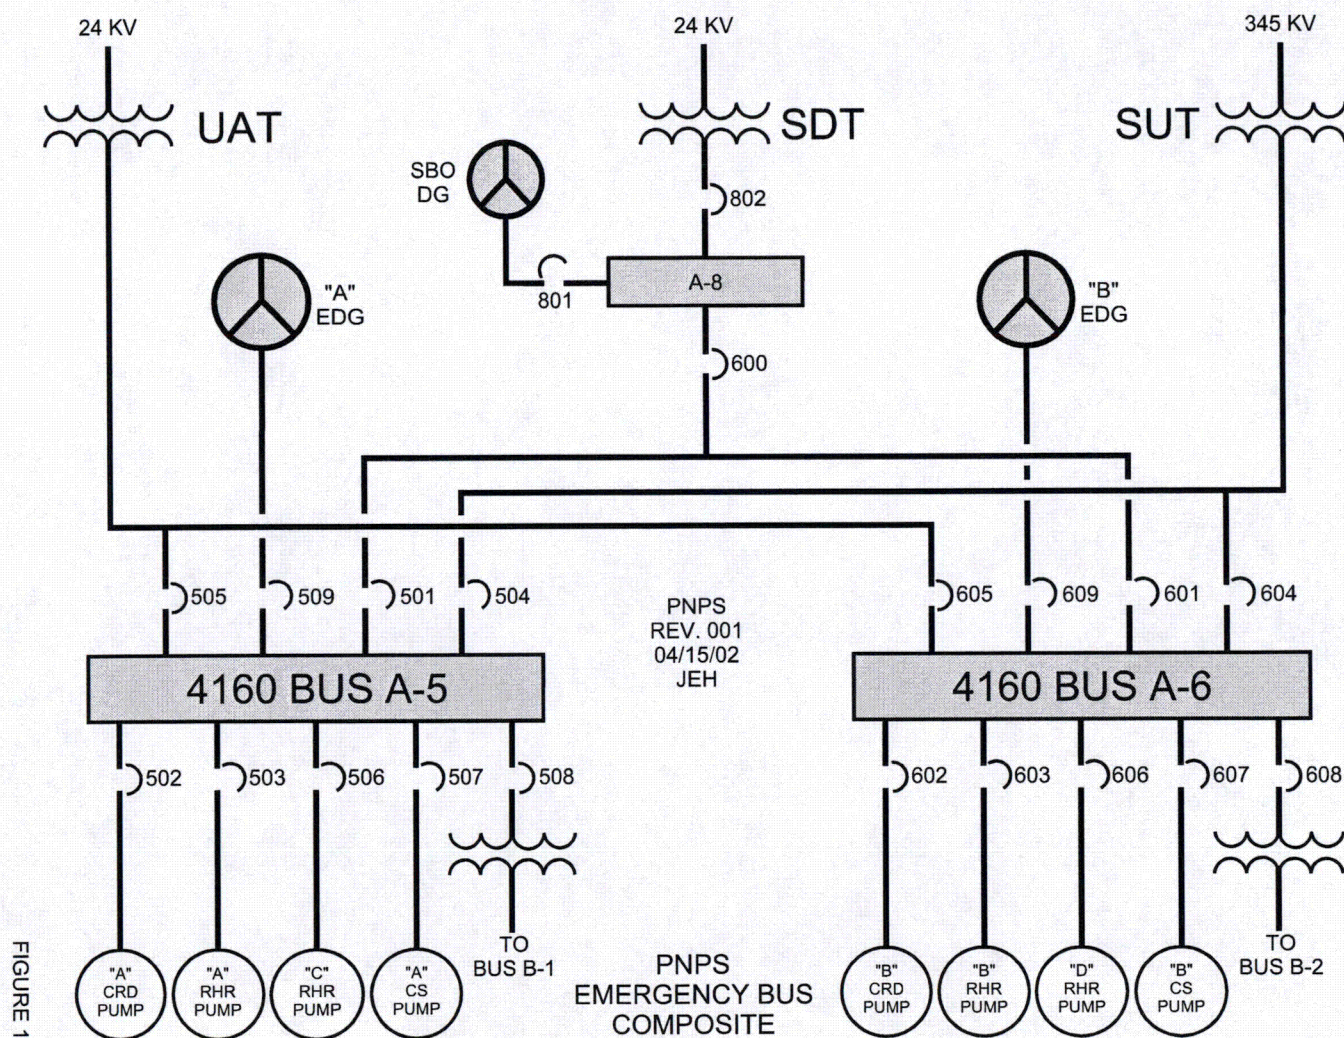 24 KV
24 KV
345 KV
UAT
SDT
SUT
SBO
DG
802
"A"
EDG
801
A-8
"B"
EDG
600
505
509
501
504
605
609
601
604
PNPS
REV. 001
04/15/02
JEH
4160 BUS A-5
4160 BUS A-6
502
503
506
507
508
602
603
606
607
608
TO
BUS B-1
TO
BUS B-2
"A"
CRD
PUMP
"A"
RHR
PUMP
"C"
RHR
PUMP
"A"
CS
PUMP
PNPS
EMERGENCY BUS
COMPOSITE
"B"
CRD
PUMP
"B"
RHR
PUMP
"D"
RHR
PUMP
"B"
CS
PUMP
FIGURE 1